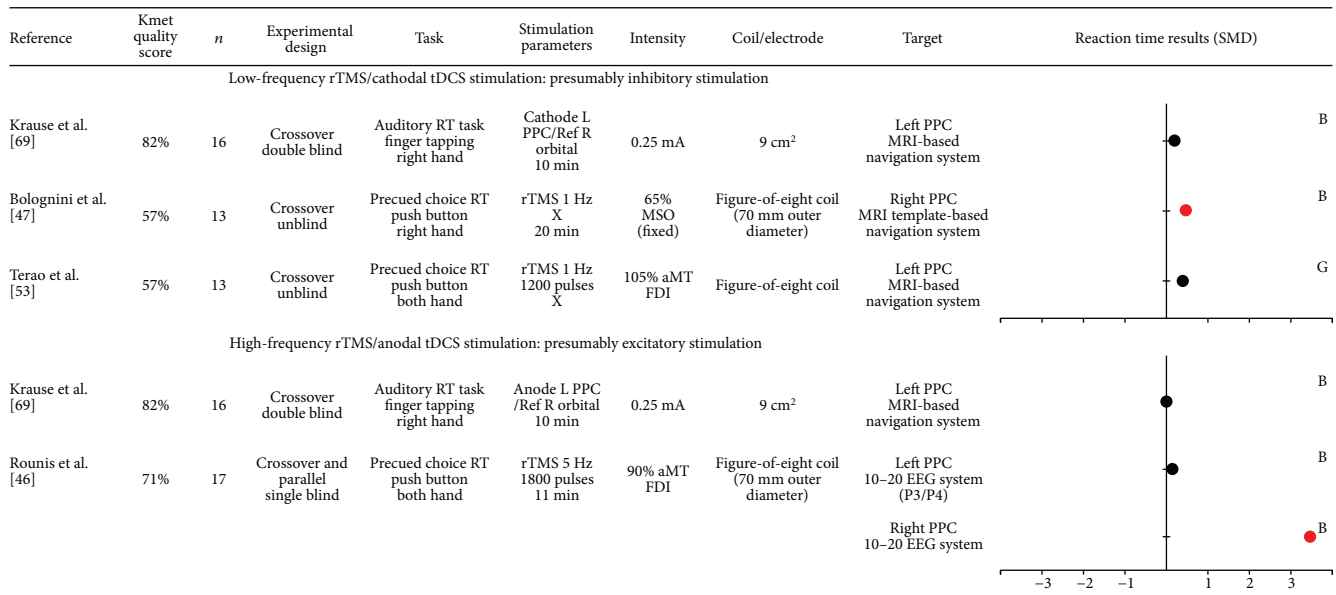 Reference Kmet quality score n Experimental design Task Stimulation parameters Intensity Coil/electrode Target Reaction time results (SMD)
Low-frequency rTMS/cathodal tDCS stimulation: presumably inhibitory stimulation
Krause et al. [69] 82% 16 Crossover double blind Auditory RT task finger tapping right hand Cathode L PPC/Ref R orbital 10 min 0.25 mA 9 cm² Left PPC MRI-based navigation system B
Bolognini et al. [47] 57% 13 Crossover unblind Precued choice RT push button right hand rTMS 1 Hz X 20 min 65% MSO (fixed) Figure-of-eight coil (70 mm outer diameter) Right PPC MRI template-based navigation system B
Terao et al. [53] 57% 13 Crossover unblind Precued choice RT push button both hand rTMS 1 Hz 1200 pulses X 105% aMT FDI Figure-of-eight coil Left PPC MRI-based navigation system G
High-frequency rTMS/anodal tDCS stimulation: presumably excitatory stimulation
Krause et al. [69] 82% 16 Crossover double blind Auditory RT task finger tapping right hand Anode L PPC /Ref R orbital 10 min 0.25 mA 9 cm² Left PPC MRI-based navigation system B
Rounis et al. [46] 71% 17 Crossover and parallel single blind Precued choice RT push button both hand rTMS 5 Hz 1800 pulses 11 min 90% aMT FDI Figure-of-eight coil (70 mm outer diameter) Left PPC 10–20 EEG system (P3/P4) B
Right PPC 10–20 EEG system B
−3 −2 −1 1 2 3